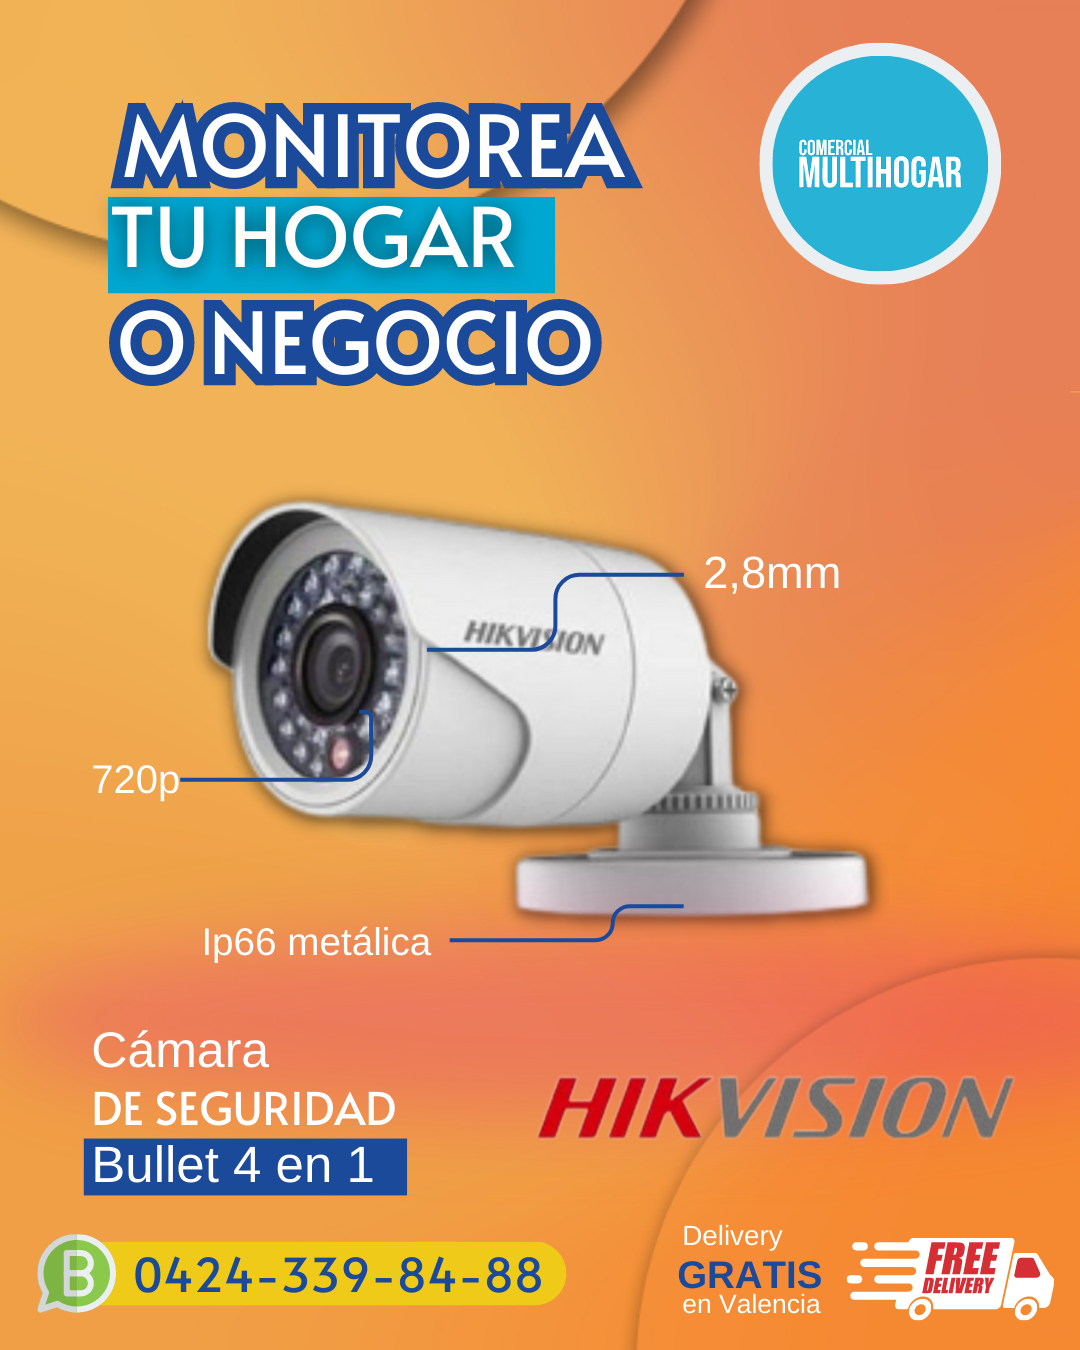 MONITOREA
TU HOGAR
O NEGOCIO
COMERCIAL
MULTIHOGAR
HIKVISION
2,8mm
720p
Ip66 metálica
Cámara
DE SEGURIDAD
Bullet 4 en 1
HIKVISION
B 0424-339-84-88
Delivery
GRATIS
en Valencia
FREE
DELIVERY